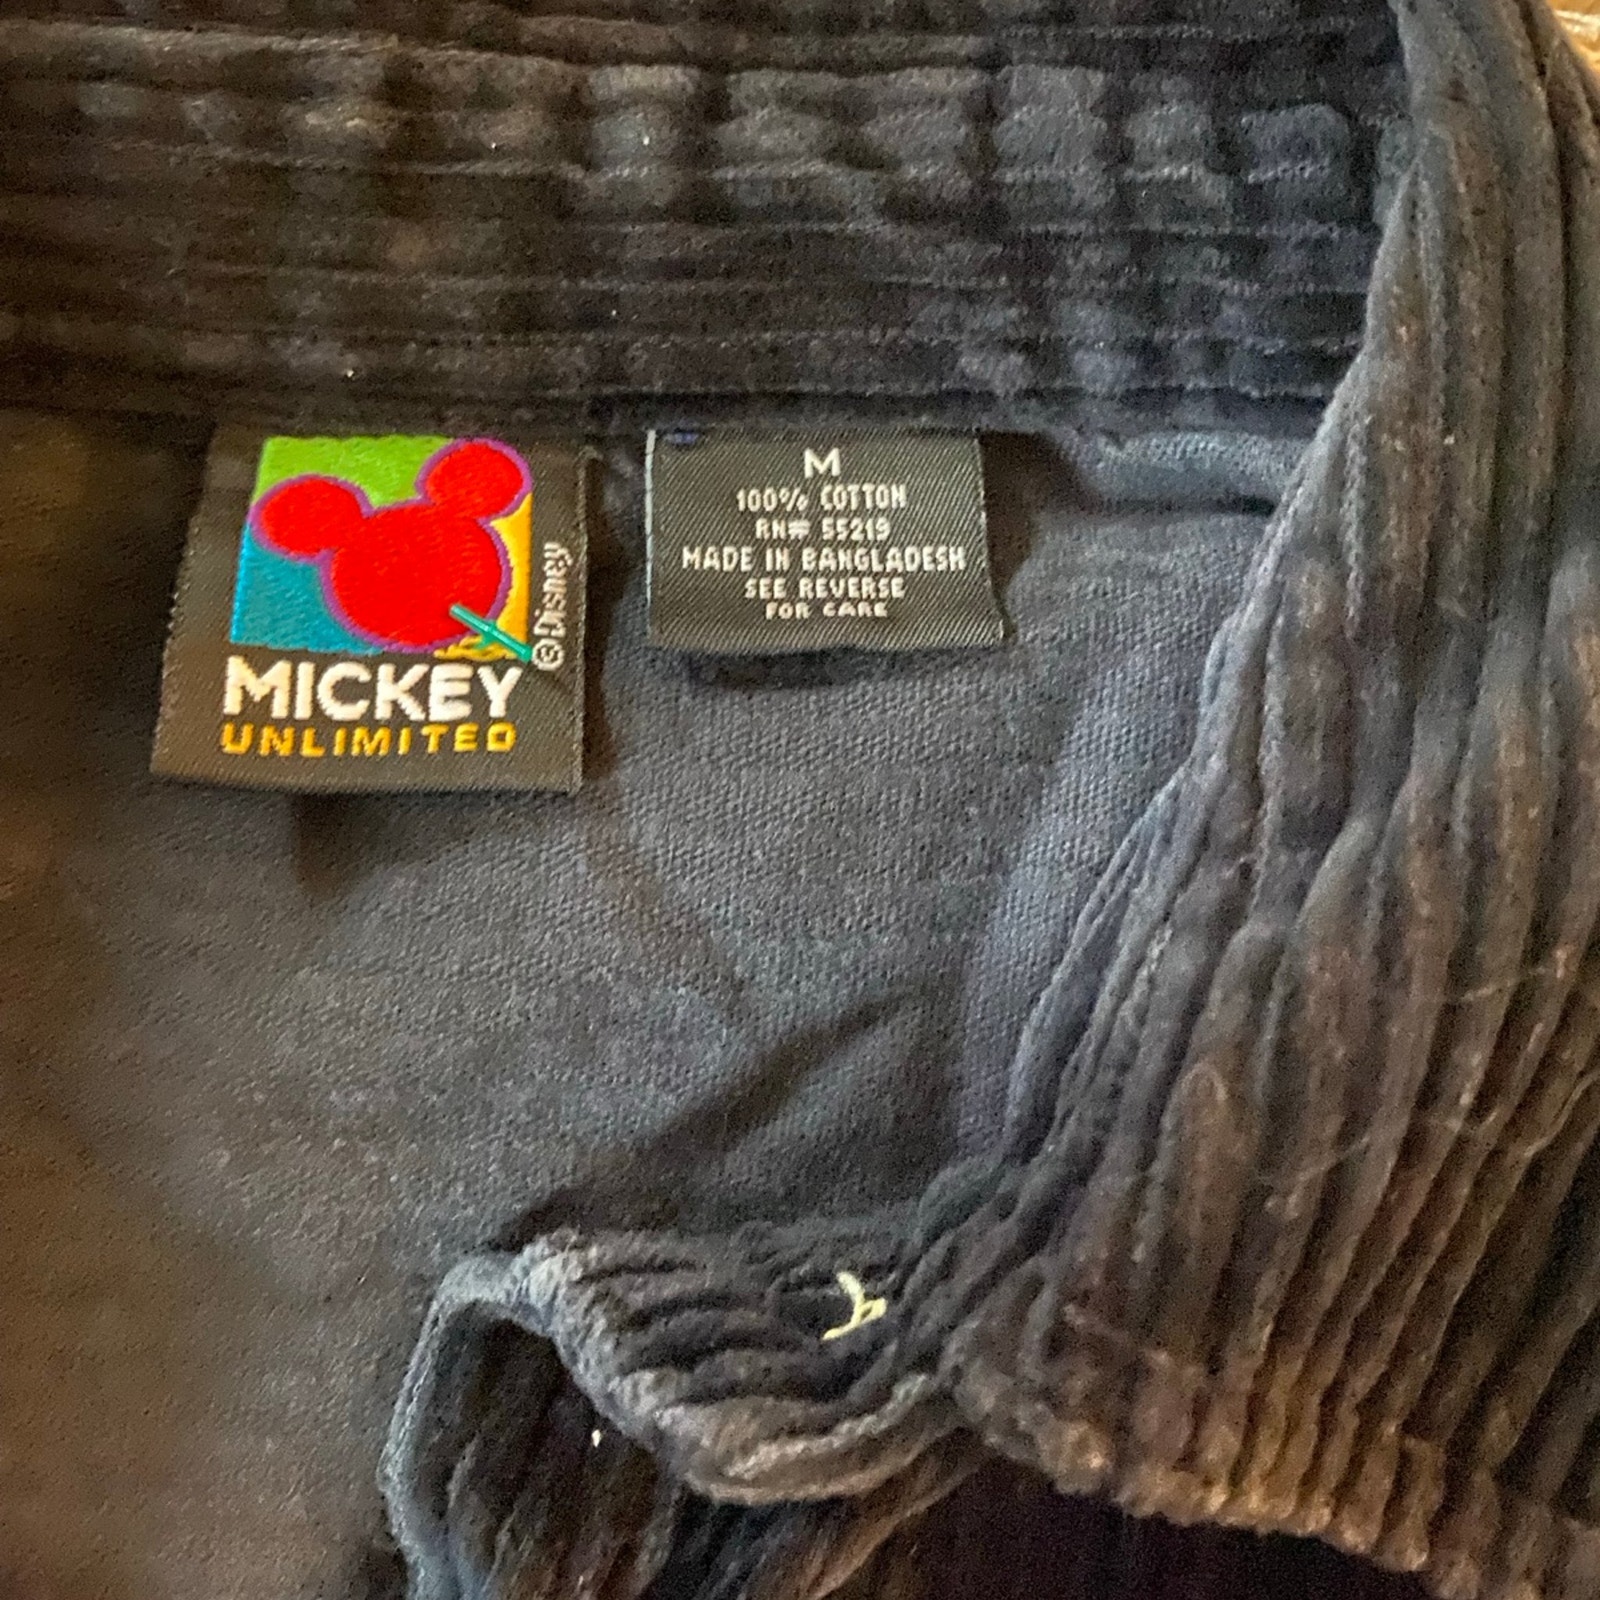 MICKEY
UNLIMITED
© Disney
M
100% COTTON
RN# 55219
MADE IN BANGLADESH
SEE REVERSE
FOR CARE